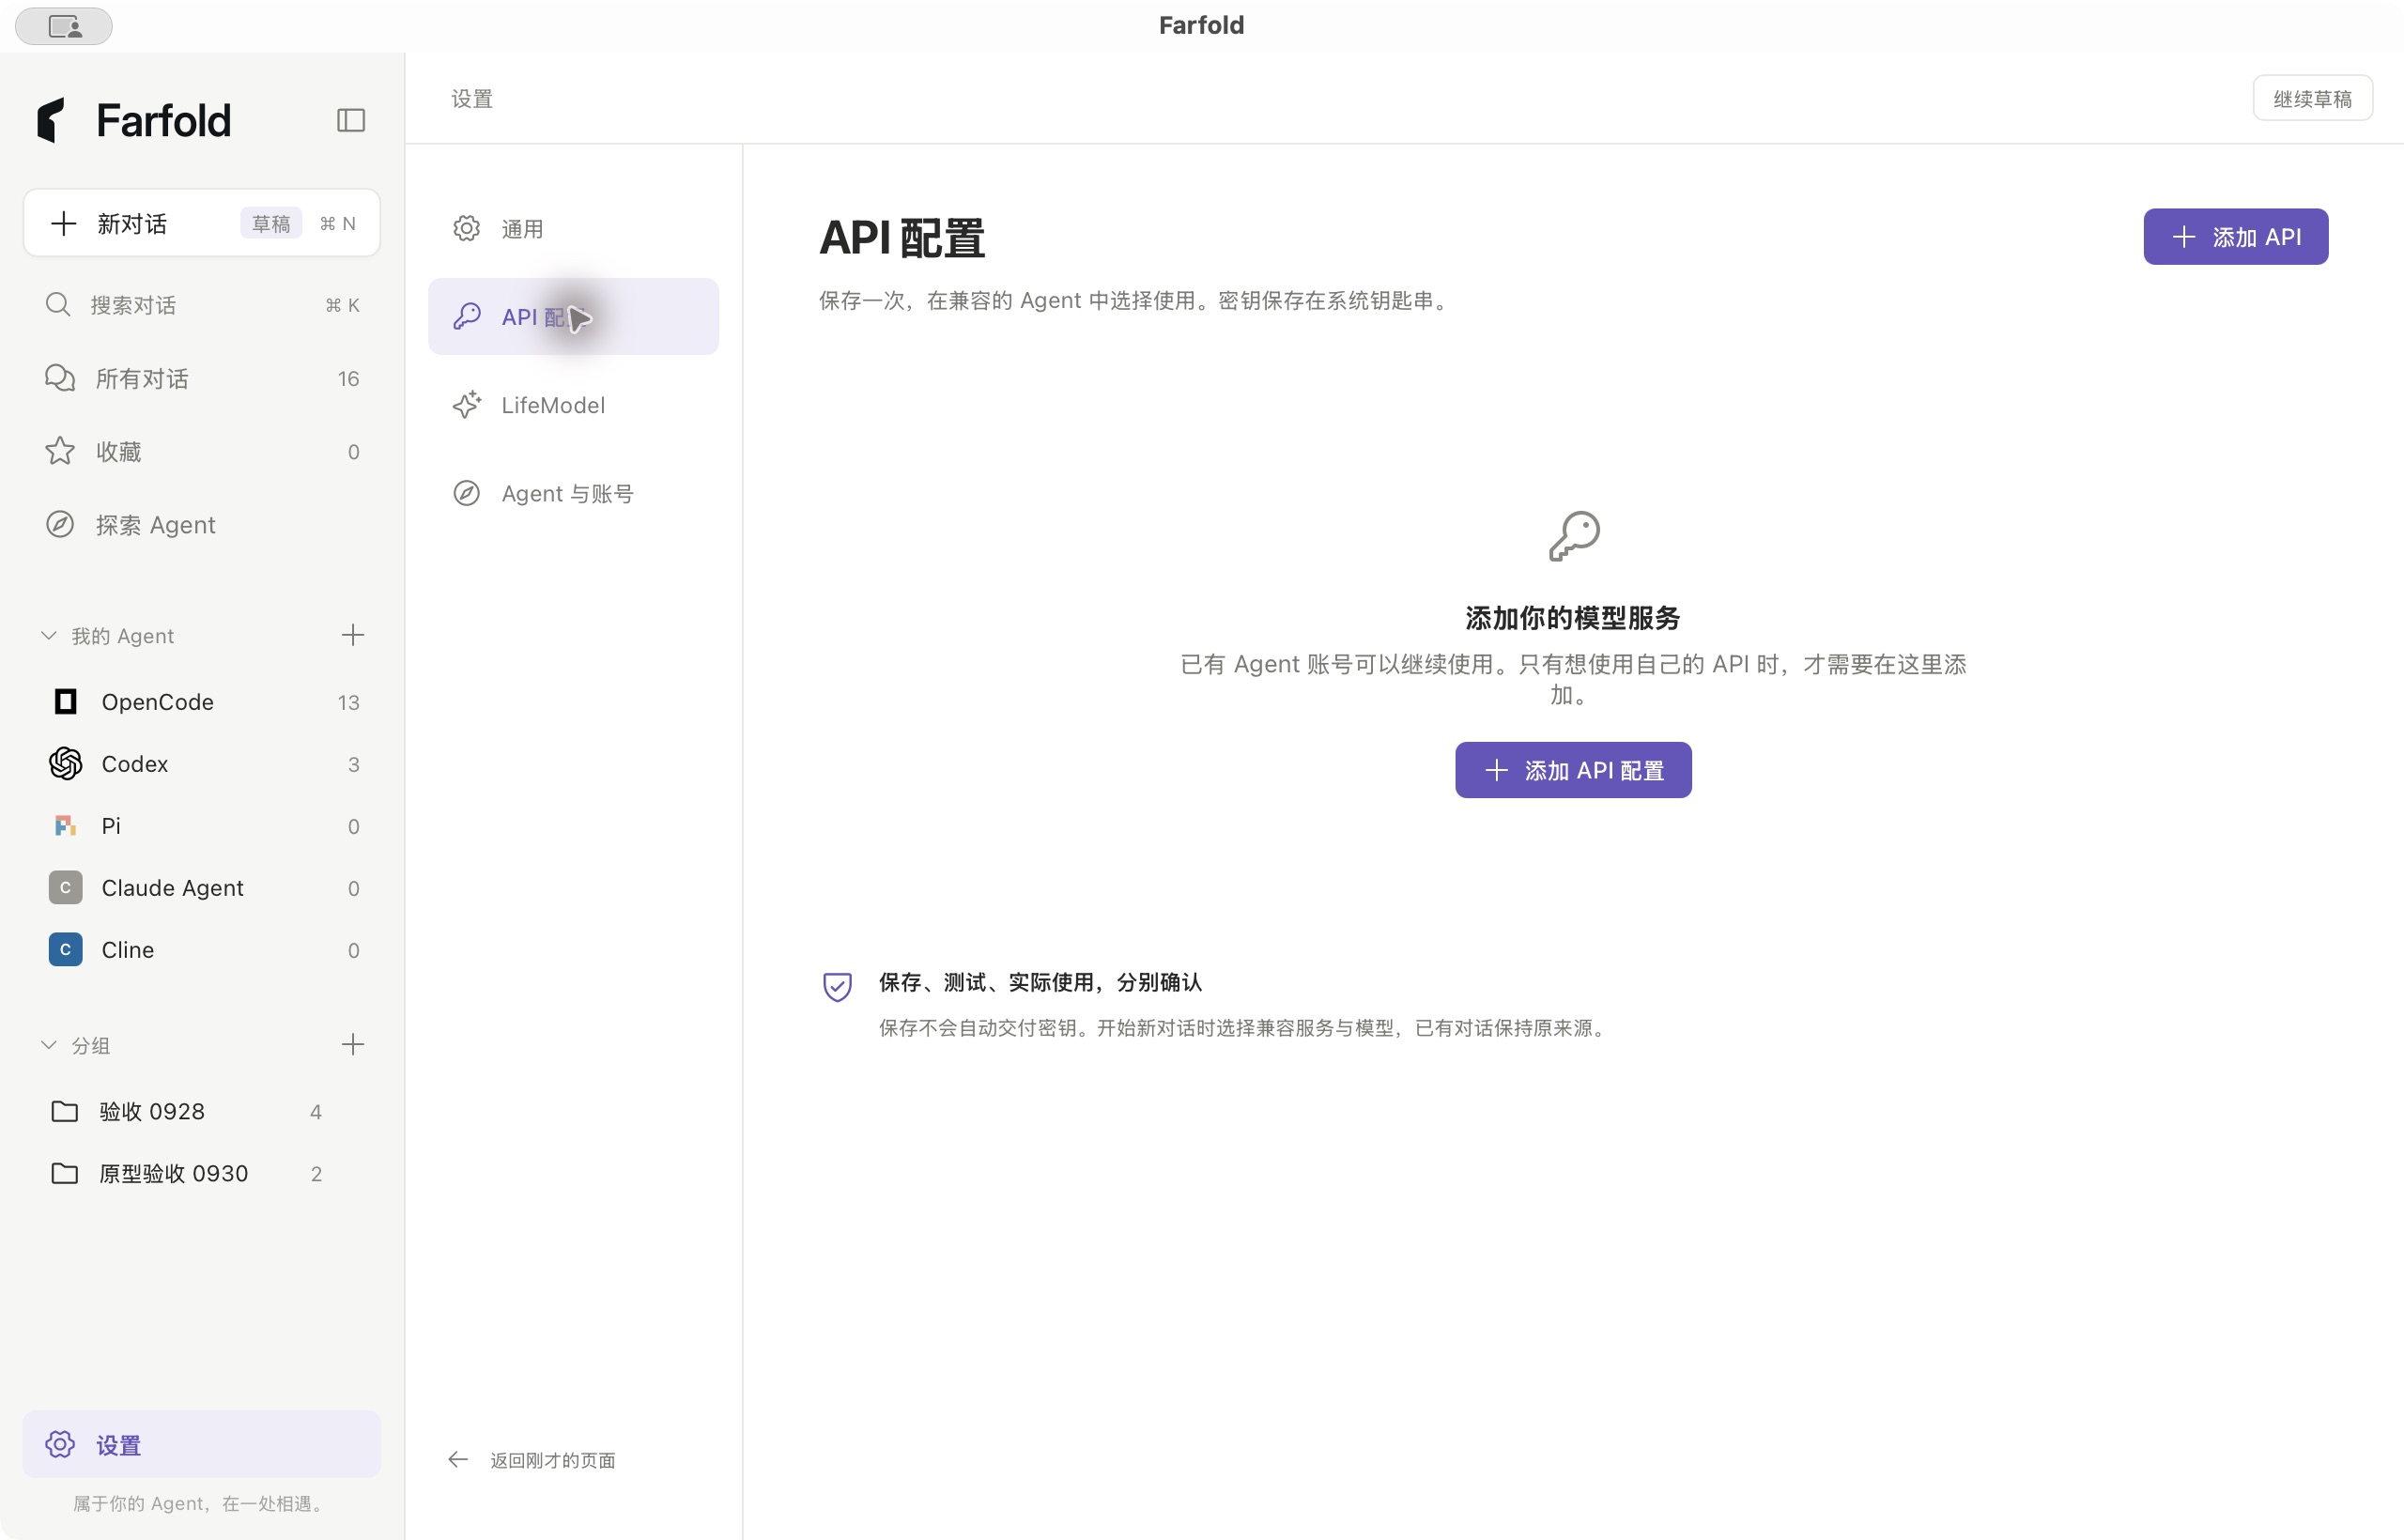 Farfold
Farfold
新对话 草稿 ⌘ N
搜索对话 ⌘ K
所有对话 16
收藏 0
探索 Agent
我的 Agent
OpenCode 13
Codex 3
Pi 0
C Claude Agent 0
C Cline 0
分组
验收 0928 4
原型验收 0930 2
设置
属于你的 Agent，在一处相遇。
设置
继续草稿
通用
API 配
LifeModel
Agent 与账号
返回刚才的页面
API 配置
添加 API
保存一次，在兼容的 Agent 中选择使用。密钥保存在系统钥匙串。
添加你的模型服务
已有 Agent 账号可以继续使用。只有想使用自己的 API 时，才需要在这里添
加。
添加 API 配置
保存、测试、实际使用，分别确认
保存不会自动交付密钥。开始新对话时选择兼容服务与模型，已有对话保持原来源。